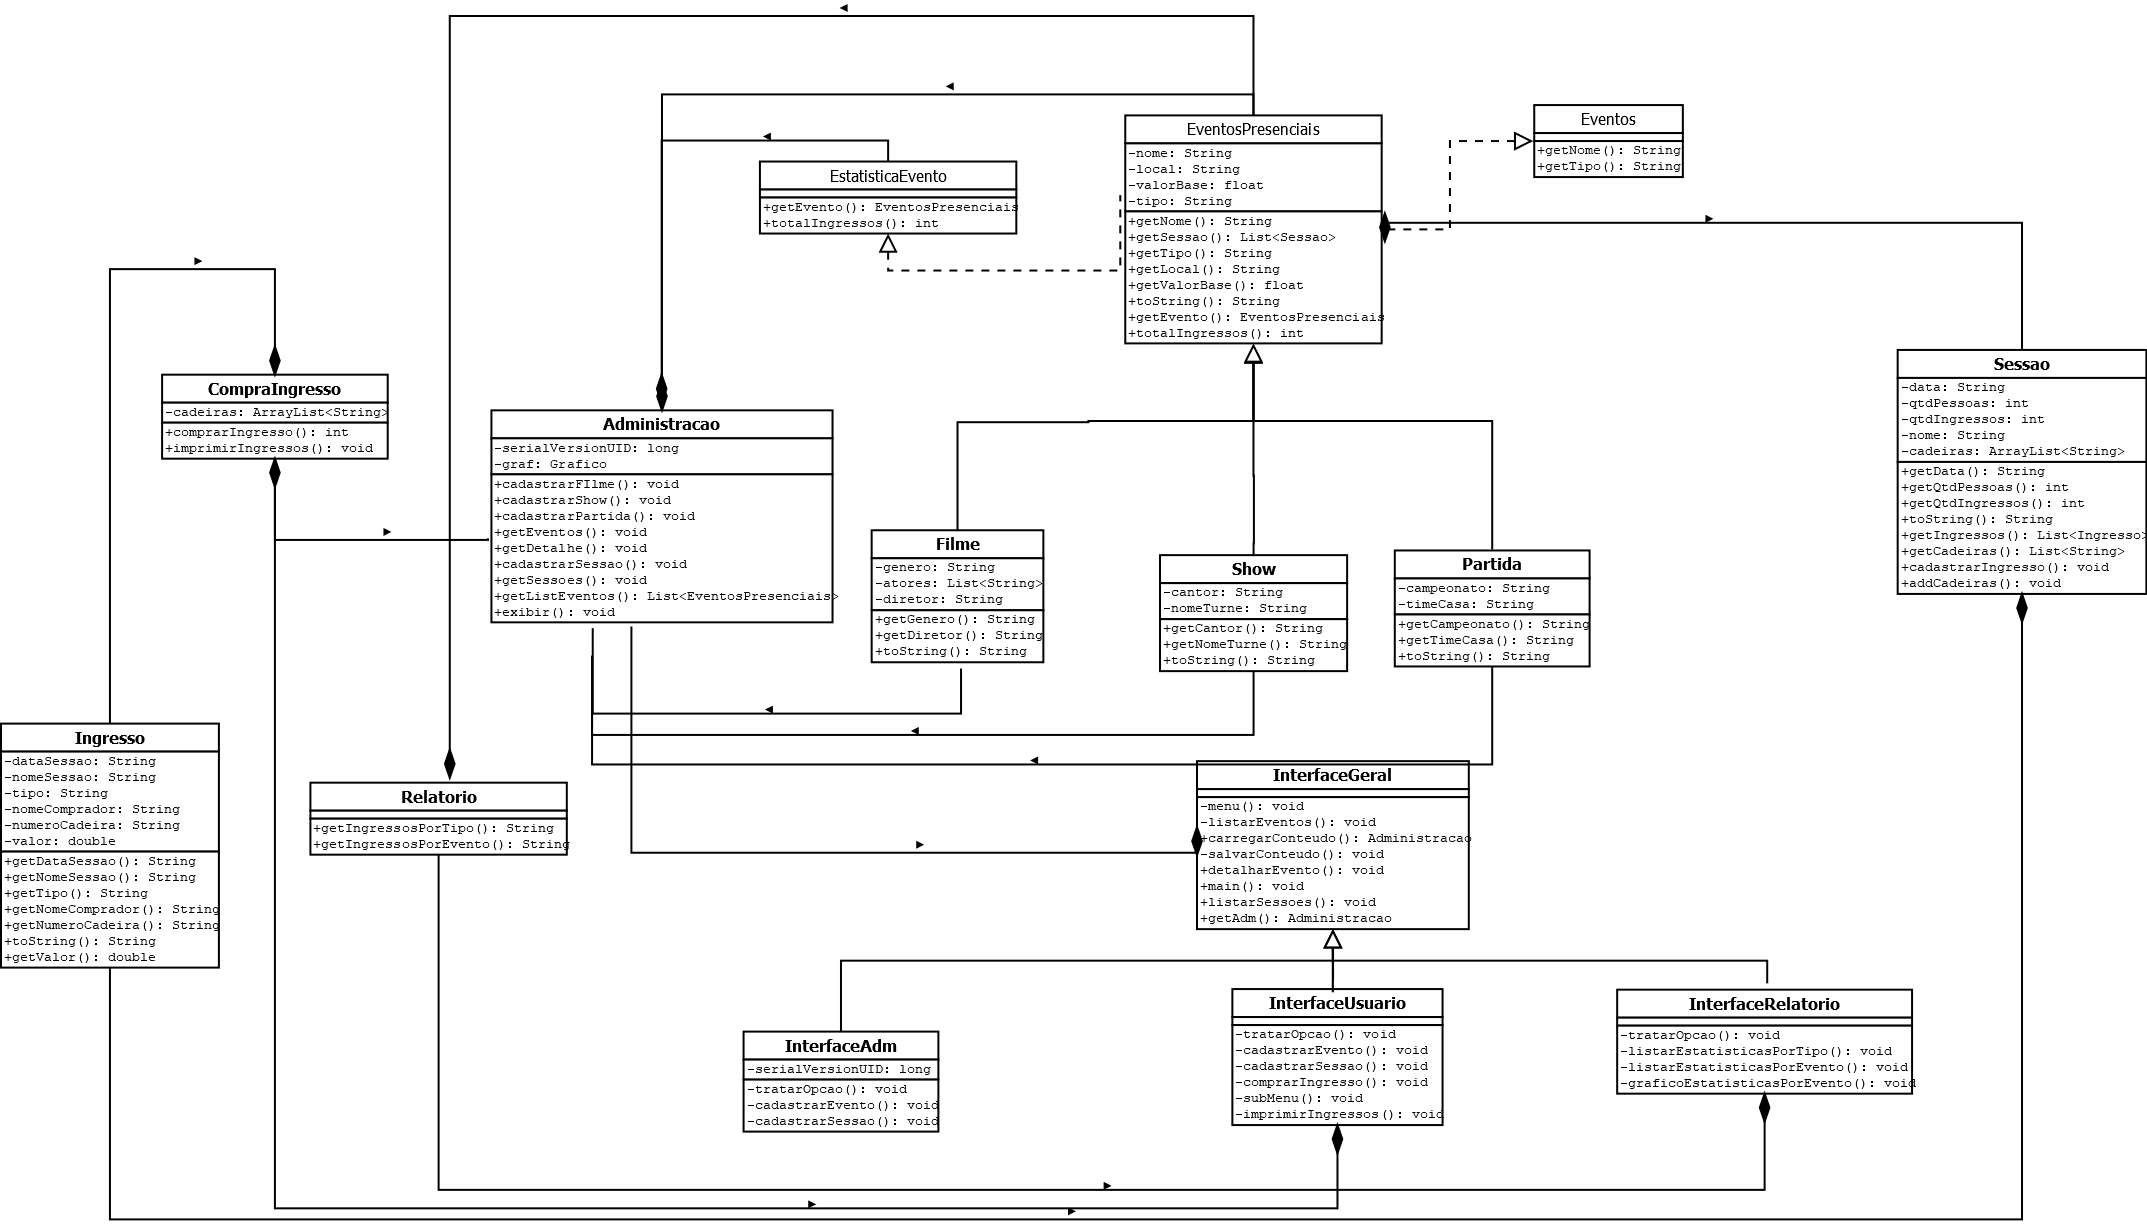 Eventos
+getNome(): String
+getTipo(): String
EventosPresenciais
-nome: String
-local: String
-valorBase: float
-tipo: String
+getNome(): String
+getSessao(): List<Sessao>
+getTipo(): String
+getLocal(): String
+getValorBase(): float
+toString(): String
+getEvento(): EventosPresenciais
+totalIngressos(): int
EstatisticaEvento
+getEvento(): EventosPresenciais
+totalIngressos(): int
Sessao
-data: String
-qtdPessoas: int
-qtdIngressos: int
-nome: String
-cadeiras: ArrayList<String>
+getData(): String
+getQtdPessoas(): int
+getQtdIngressos(): int
+toString(): String
+getIngressos(): List<Ingresso>
+getCadeiras(): List<String>
+cadastrarIngresso(): void
+addCadeiras(): void
CompraIngresso
-cadeiras: ArrayList<String>
+comprarIngresso(): int
+imprimirIngressos(): void
Administracao
-serialVersionUID: long
-graf: Grafico
+cadastrarFIlme(): void
+cadastrarShow(): void
+cadastrarPartida(): void
+getEventos(): void
+getDetalhe(): void
+cadastrarSessao(): void
+getSessoes(): void
+getListEventos(): List<EventosPresenciais>
+exibir(): void
Filme
-genero: String
-atores: List<String>
-diretor: String
+getGenero(): String
+getDiretor(): String
+toString(): String
Show
-cantor: String
-nomeTurne: String
+getCantor(): String
+getNomeTurne(): String
+toString(): String
Partida
-campeonato: String
-timeCasa: String
+getCampeonato(): String
+getTimeCasa(): String
+toString(): String
Ingresso
-dataSessao: String
-nomeSessao: String
-tipo: String
-nomeComprador: String
-numeroCadeira: String
-valor: double
+getDataSessao(): String
+getNomeSessao(): String
+getTipo(): String
+getNomeComprador(): String
+getNumeroCadeira(): String
+toString(): String
+getValor(): double
Relatorio
+getIngressosPorTipo(): String
+getIngressosPorEvento(): String
InterfaceGeral
-menu(): void
-listarEventos(): void
+carregarConteudo(): Administracao
-salvarConteudo(): void
+detalharEvento(): void
+main(): void
+listarSessoes(): void
+getAdm(): Administracao
InterfaceAdm
-serialVersionUID: long
-tratarOpcao(): void
-cadastrarEvento(): void
-cadastrarSessao(): void
InterfaceUsuario
-tratarOpcao(): void
-cadastrarEvento(): void
-cadastrarSessao(): void
-comprarIngresso(): void
-subMenu(): void
-imprimirIngressos(): void
InterfaceRelatorio
-tratarOpcao(): void
-listarEstatisticasPorTipo(): void
-listarEstatisticasPorEvento(): void
-graficoEstatisticasPorEvento(): void